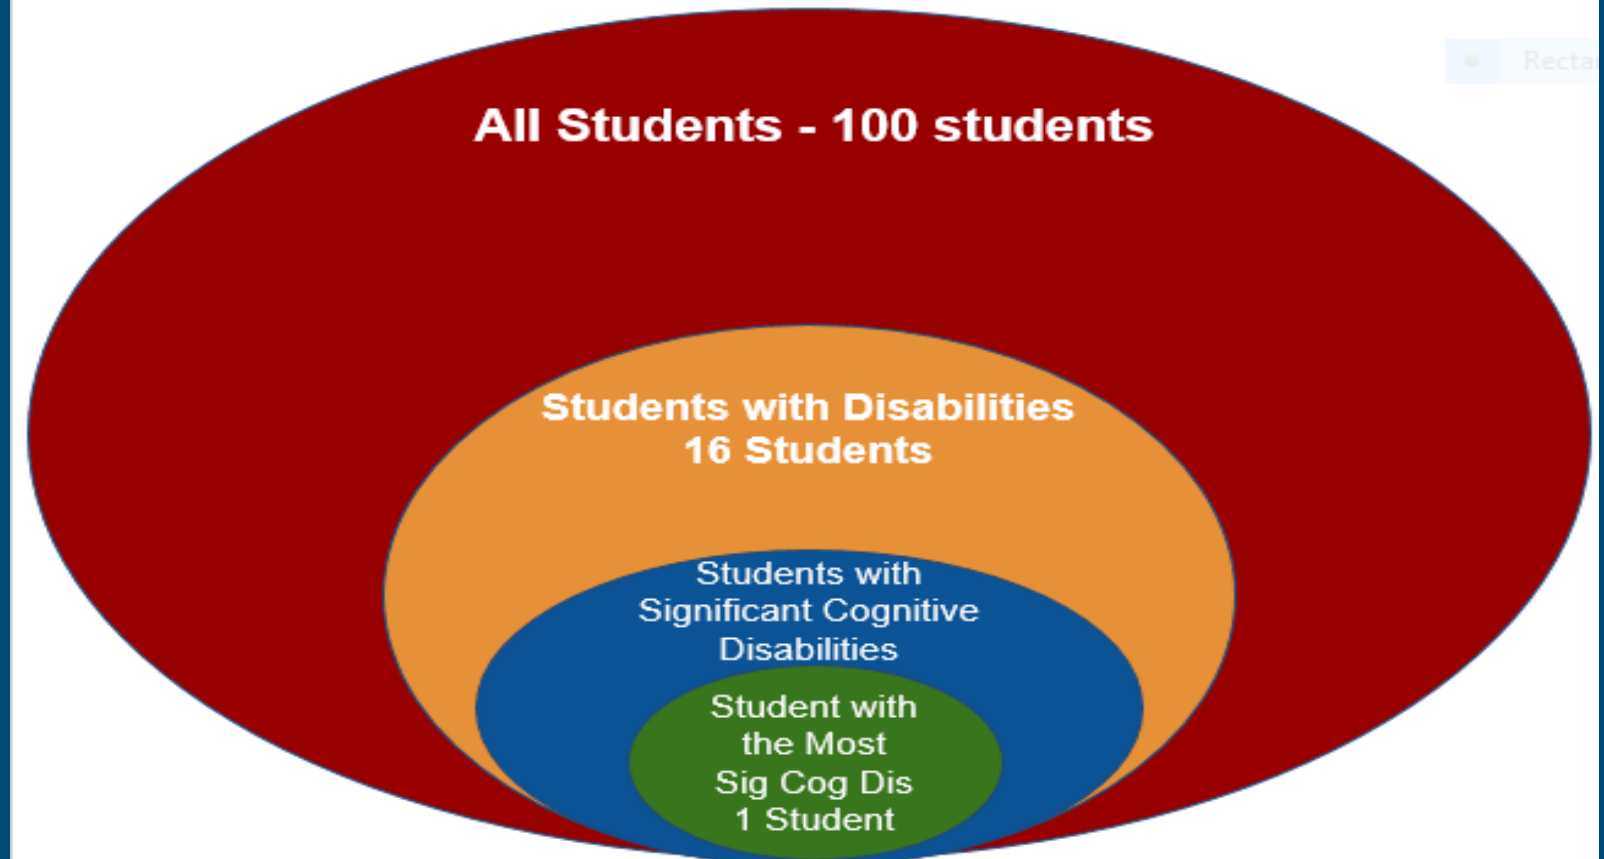 Recta
All Students - 100 students
Students with Disabilities
16 Students
Students with
Significant Cognitive
Disabilities
Student with
the Most
Sig Cog Dis
1 Student